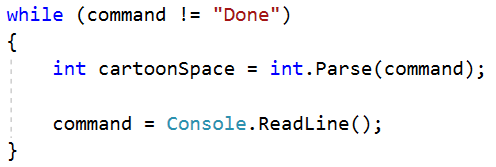 while (command != "Done")
{
    int cartoonSpace = int.Parse(command);
    command = Console.ReadLine();
}